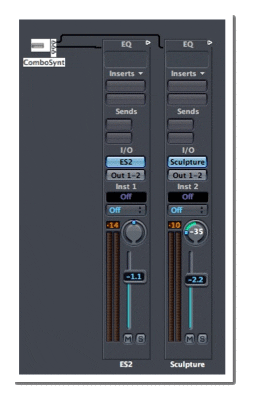 EQ EQ
ComboSynt
Inserts Inserts
Sends Sends
I/O I/O
ES2 Sculpture
Out 1-2 Out 1-2
Inst 1 Inst 2
Off Off
Off Off
-14 -10 -35
-1.1 -2.2
M S M S
ES2 Sculpture